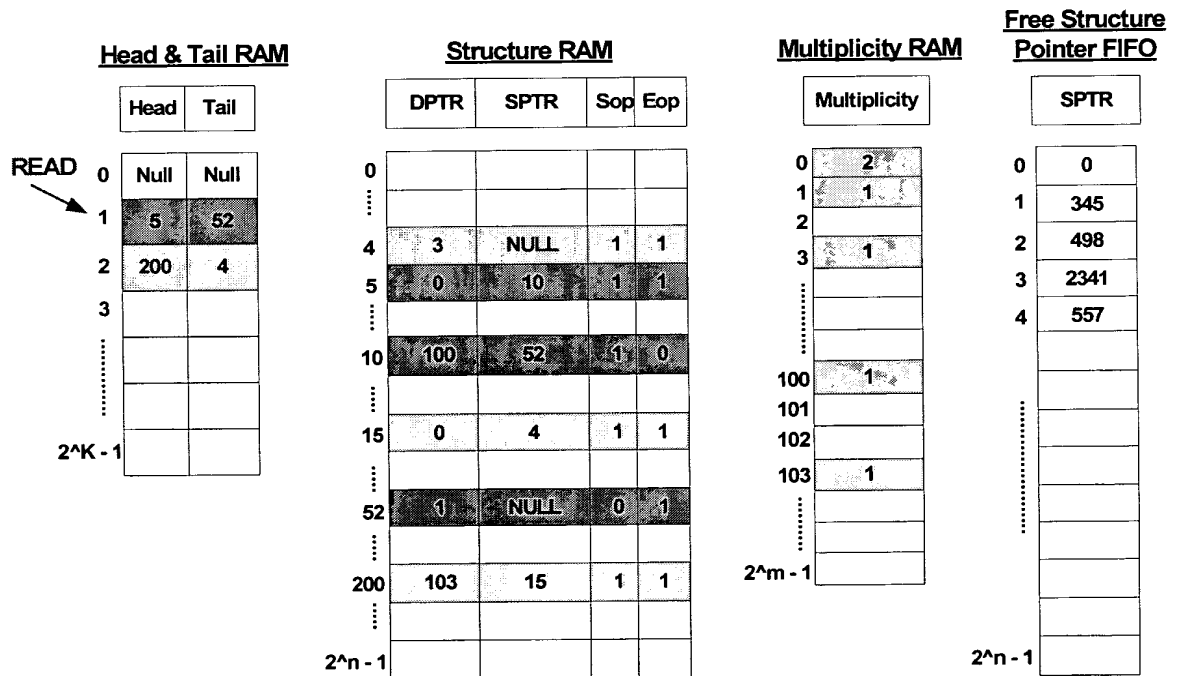 Head & Tail RAM
Head Tail
READ
0 Null Null
1 5 52
2 200 4
3
2^K - 1
Structure RAM
DPTR SPTR Sop Eop
0
4 3 NULL 1 1
5 0 10 1 1
10 100 52 1 0
15 0 4 1 1
52 1 NULL 0 1
200 103 15 1 1
2^n - 1
Multiplicity RAM
Multiplicity
0 2
1 1
2
3 1
100 1
101
102
103 1
2^m - 1
Free Structure
Pointer FIFO
SPTR
0 0
1 345
2 498
3 2341
4 557
2^n - 1